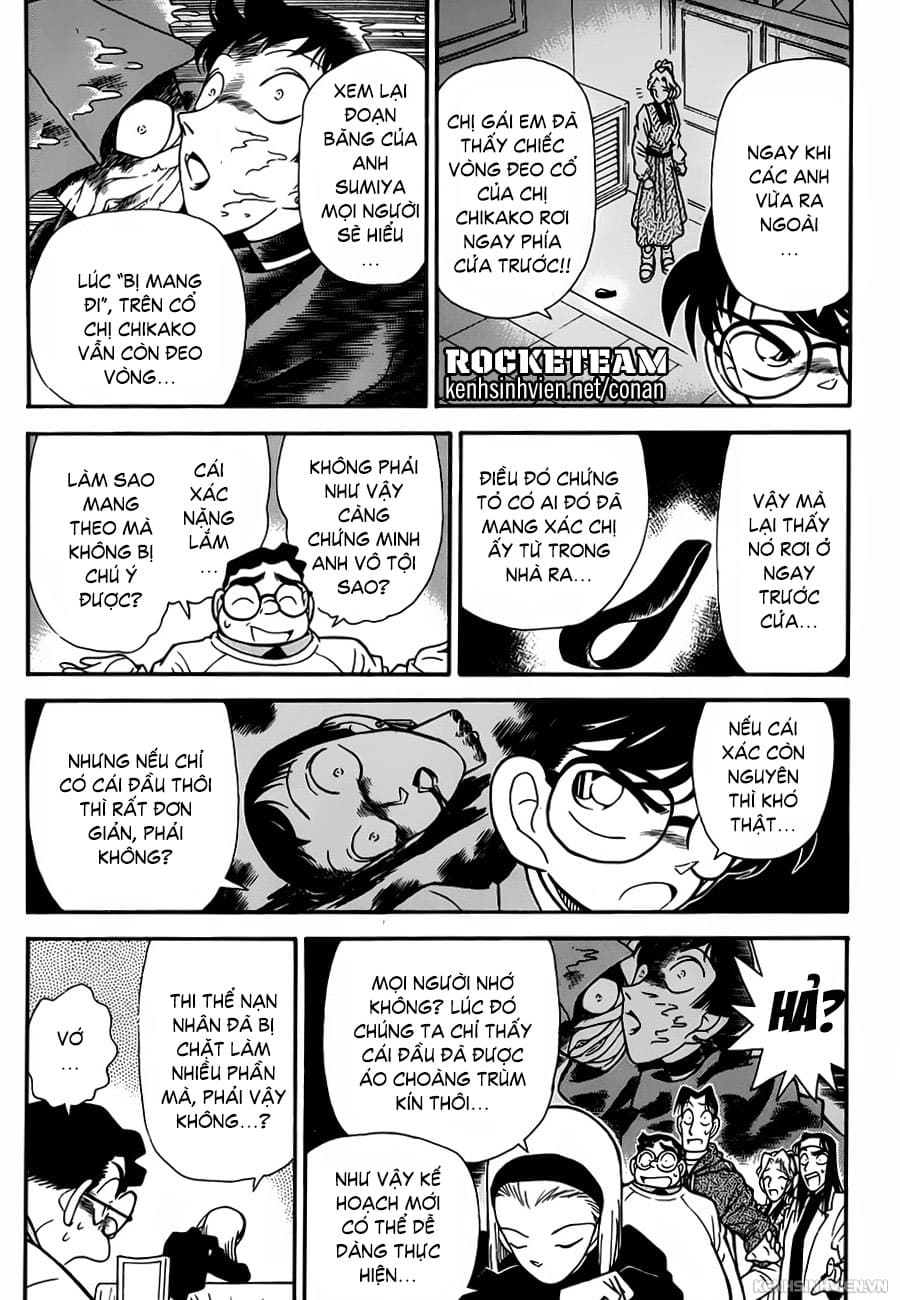 NGAY KHI
CÁC ANH
VỪA RA
NGOÀI
...
CHỊ GÁI EM ĐÃ
THẤY CHIẾC
VÒNG ĐEO CỔ
CỦA CHỊ
CHIKAKO RƠI
NGAY PHÍA
CỬA TRƯỚC!!
ROCKETEAM
kenhsinhvien.net/conan
XEM LẠI
ĐOẠN
BĂNG CỦA
ANH
SUMIYA
MỌI NGƯỜI
SẼ HIỂU
...
LÚC “BỊ MANG
ĐI”, TRÊN CỔ
CHỊ CHIKAKO
VẪN CÒN ĐEO
VÒNG...
VẬY MÀ
LẠI THẤY
NÓ RƠI Ở
NGAY
TRƯỚC
CỬA...
ĐIỀU ĐÓ CHỨNG
TỎ CÓ AI ĐÓ ĐÃ
MANG XÁC CHỊ
ẤY TỪ TRONG
NHÀ RA...
KHÔNG PHẢI
NHƯ VẬY
CÀNG
CHỨNG MINH
ANH VÔ TỘI
SAO?
CÁI
XÁC
NẶNG
LẮM
...
LÀM SAO
MANG
THEO MÀ
KHÔNG BỊ
CHÚ Ý
ĐƯỢC?
NẾU CÁI
XÁC CÒN
NGUYÊN
THÌ KHÓ
THẬT...
NHƯNG NẾU CHỈ
CÓ CÁI ĐẦU THÔI
THÌ RẤT ĐƠN
GIẢN, PHẢI
KHÔNG?
HẢ?
MỌI NGƯỜI NHỚ
KHÔNG? LÚC ĐÓ
CHÚNG TA CHỈ THẤY
CÁI ĐẦU ĐÃ ĐƯỢC
ÁO CHOÀNG TRÙM
KÍN THÔI...
NHƯ VẬY KẾ
HOẠCH MỚI
CÓ THỂ DỄ
DÀNG THỰC
HIỆN...
THI THỂ NẠN
NHÂN ĐÃ BỊ
CHẶT LÀM
NHIỀU PHẦN
MÀ, PHẢI VẬY
KHÔNG...?
VỚ
...
KENHSINHVIEN.VN